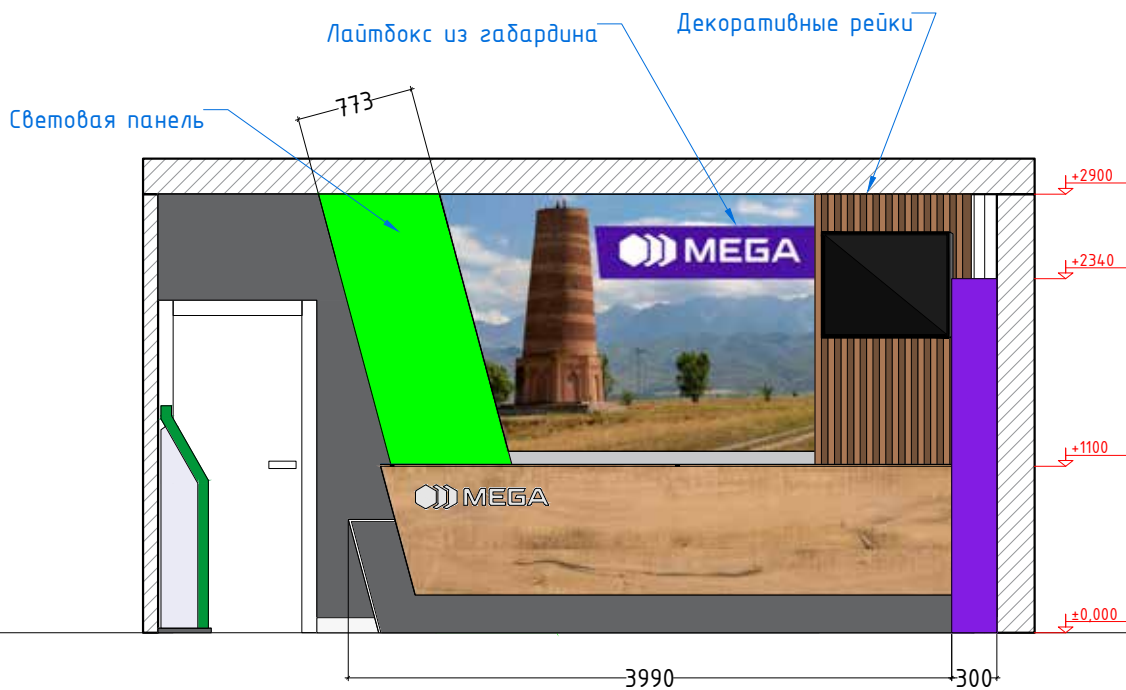 Декоративные рейки
Лайтбокс из габардина
773
Световая панель
+2900
MEGA
+2340
+1100
MEGA
±0,000
3990
300